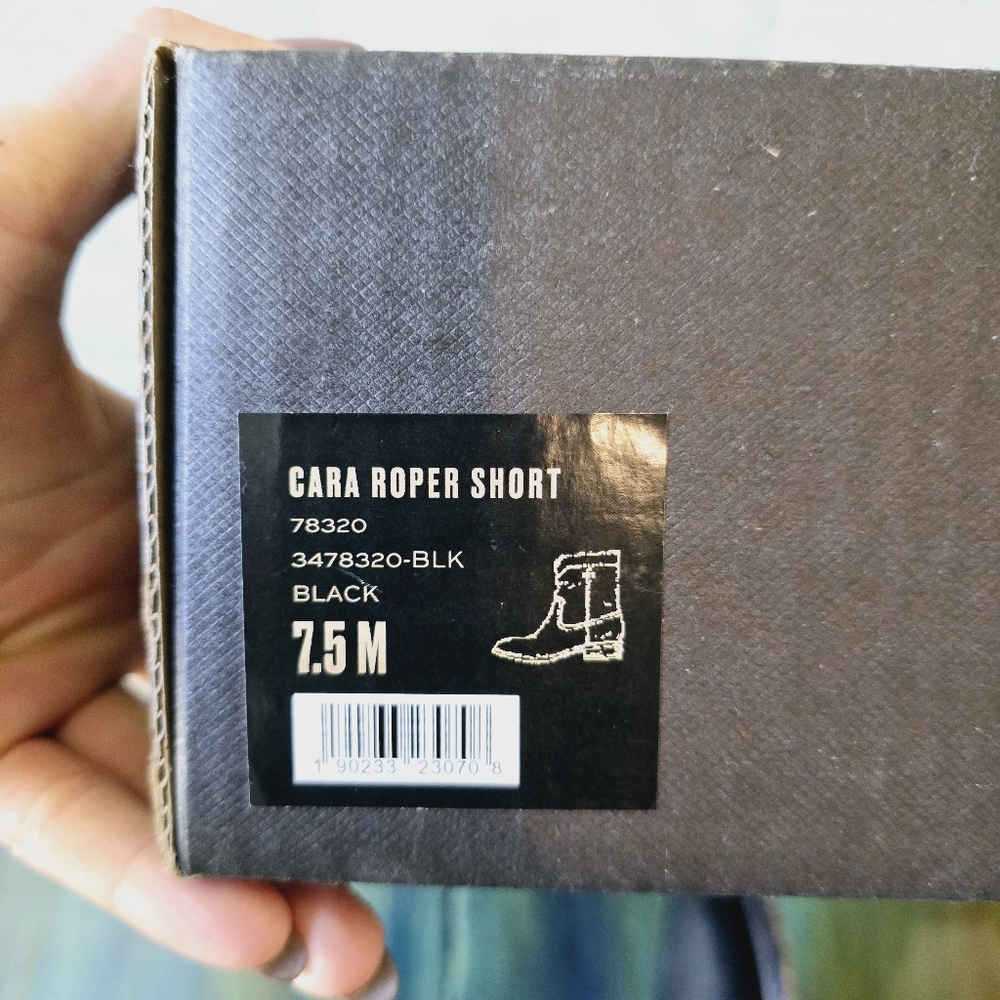 CARA ROPER SHORT
78320
3478320-BLK
BLACK
7.5 M
1 90233 23070 8